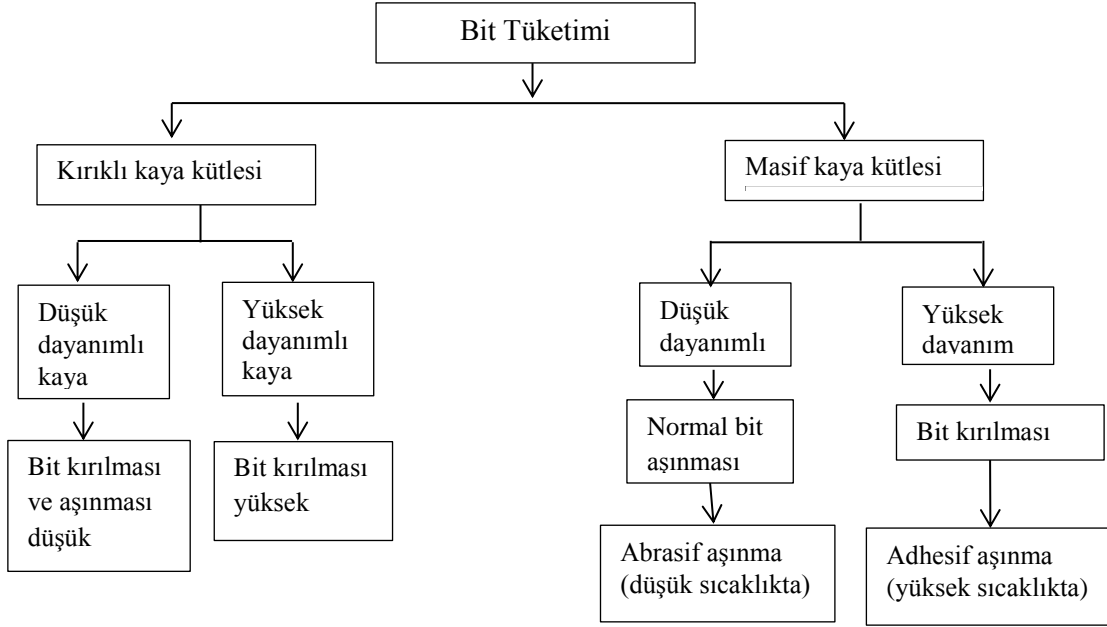 Bit Tüketimi
Kırıklı kaya kütlesi
Masif kaya kütlesi
Düşük
dayanımlı
kaya
Yüksek
dayanımlı
kaya
Düşük
dayanımlı
Yüksek
davanım
Bit kırılması
ve aşınması
düşük
Bit kırılması
yüksek
Normal bit
aşınması
Bit kırılması
Abrasif aşınma
(düşük sıcaklıkta)
Adhesif aşınma
(yüksek sıcaklıkta)